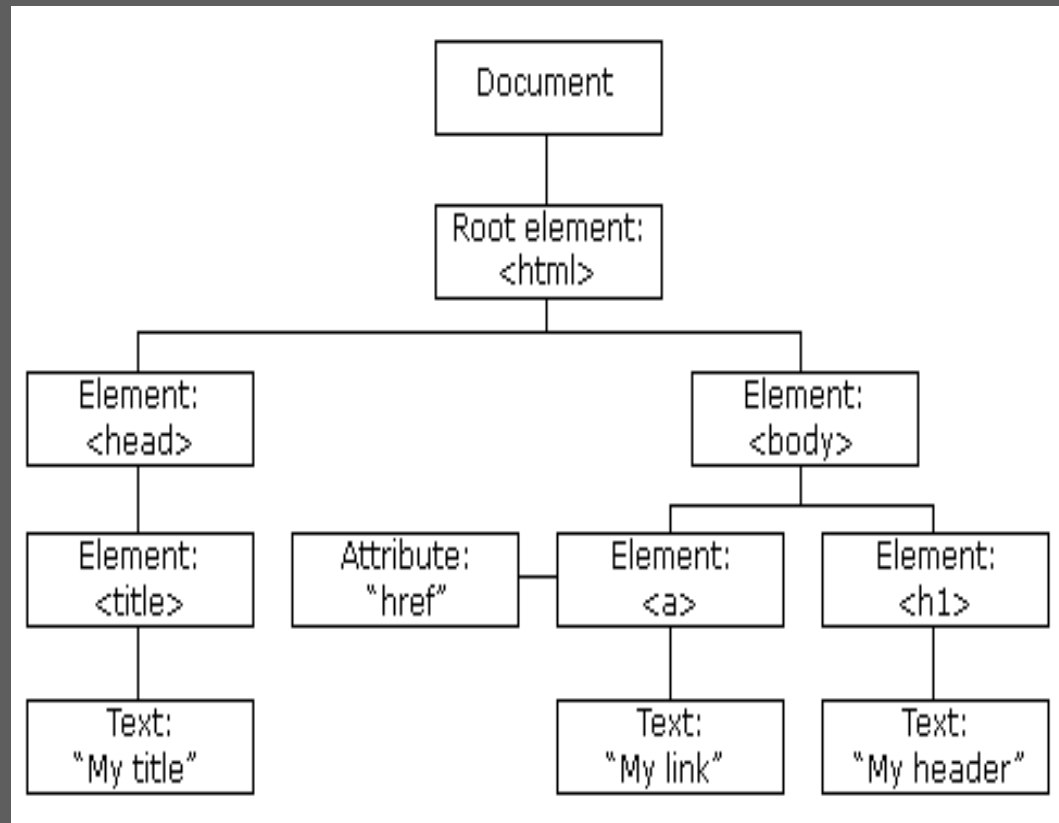 Document
Root element:
<html>
Element:
<head>
Element:
<body>
Element:
<title>
Attribute:
“href”
Element:
<a>
Element:
<h1>
Text:
“My title”
Text:
“My link”
Text:
“My header”